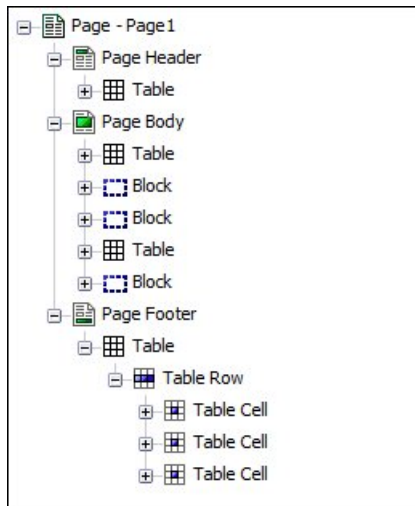 Page - Page1
Page Header
Table
Page Body
Table
Block
Block
Table
Block
Page Footer
Table
Table Row
Table Cell
Table Cell
Table Cell